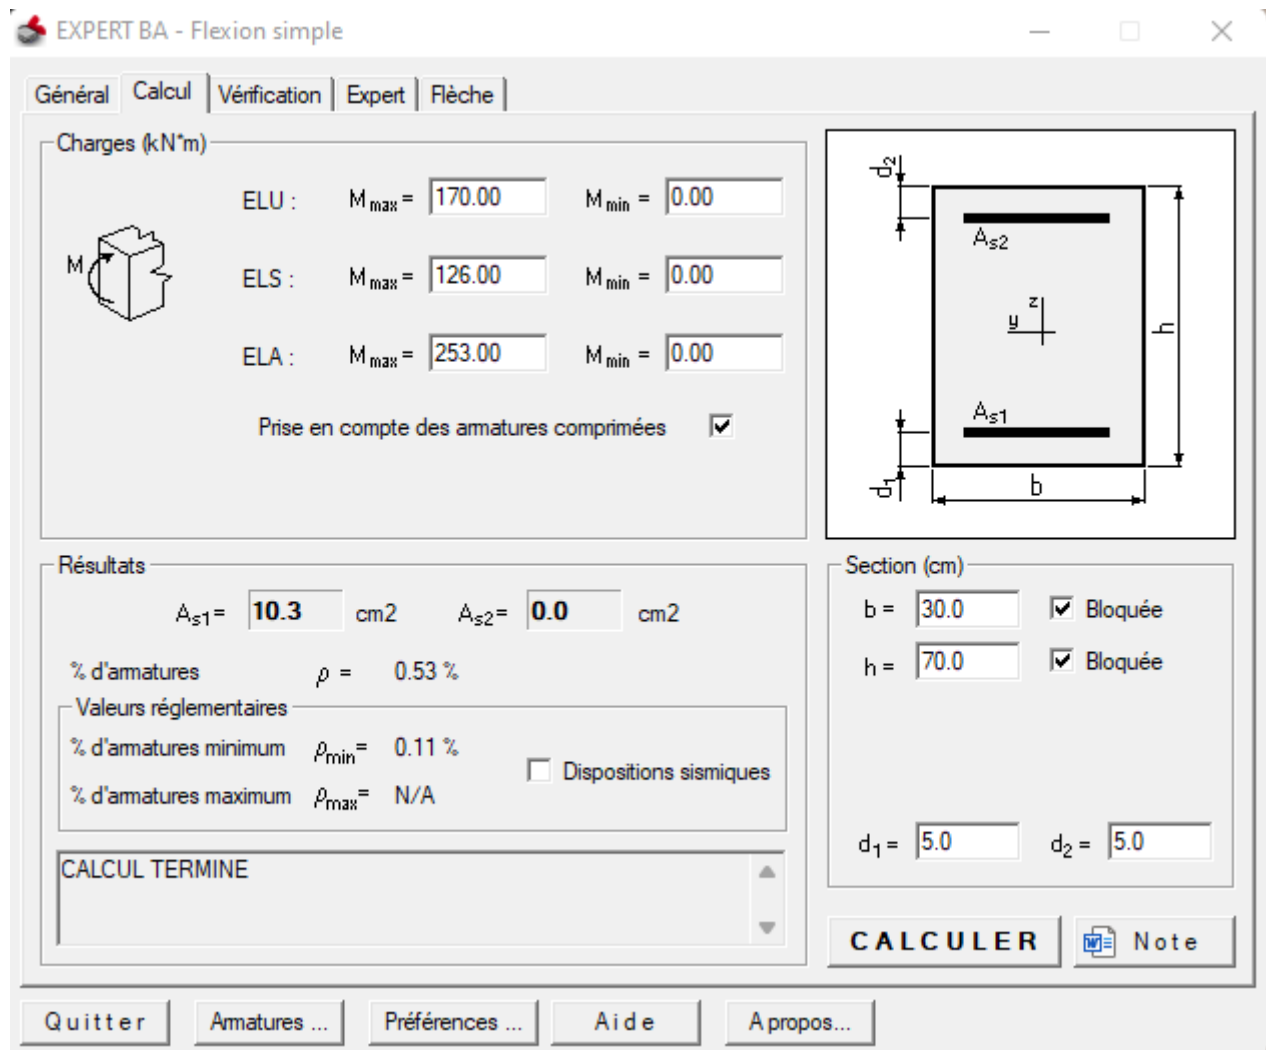 EXPERT BA - Flexion simple
Général Calcul Vérification Expert Flèche
Charges (kN*m)
ELU : M max = 170.00 M min = 0.00
ELS : M max = 126.00 M min = 0.00
ELA : M max = 253.00 M min = 0.00
M
Prise en compte des armatures comprimées
d2
As2
z
y
h
As1
d1
b
Résultats
As1= 10.3 cm2 As2= 0.0 cm2
% d'armatures ρ = 0.53 %
Valeurs réglementaires
% d'armatures minimum ρmin= 0.11 %
Dispositions sismiques
% d'armatures maximum ρmax= N/A
CALCUL TERMINE
Section (cm)
b = 30.0 Bloquée
h = 70.0 Bloquée
d1 = 5.0 d2 = 5.0
CALCULER Note
Quitter Armatures ... Préférences ... Aide A propos...